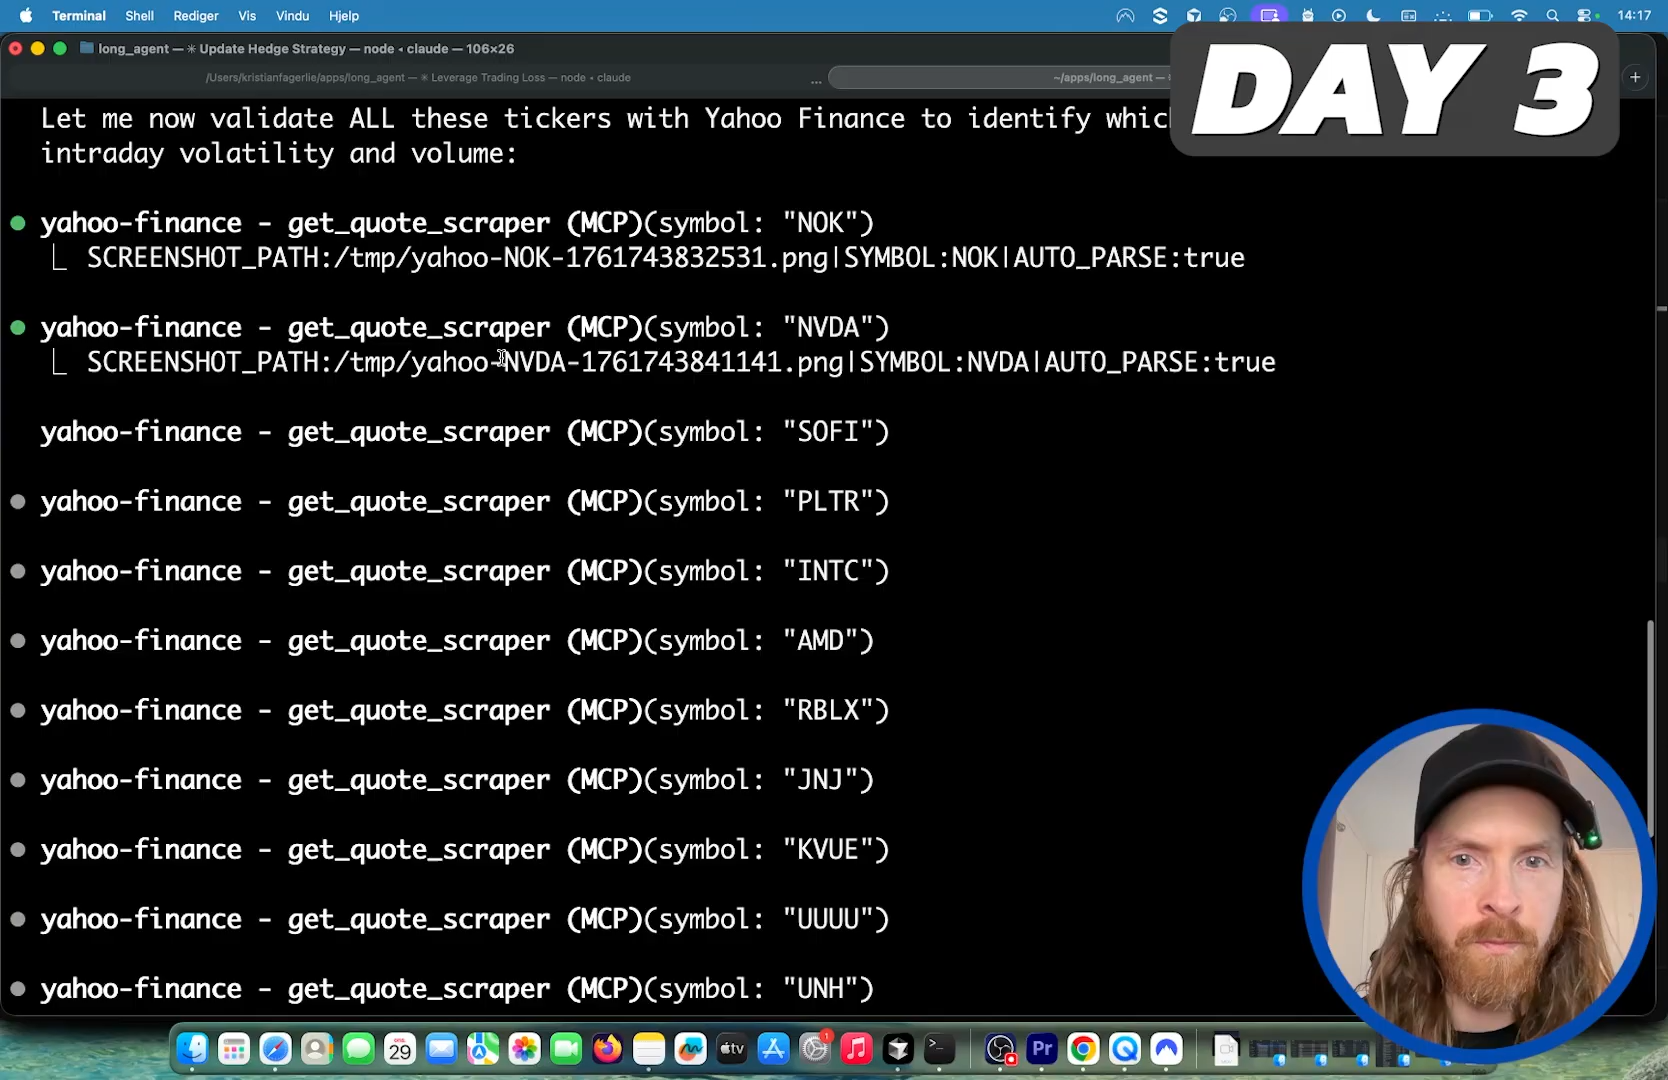 Terminal Shell Rediger Vis Vindu Hjelp 14:17
long_agent — ✳ Update Hedge Strategy — node ◂ claude — 106×26
DAY 3
/Users/kristianfagerlie/apps/long_agent — ✳ Leverage Trading Loss — node ◂ claude ... ~/apps/long_agent — +
Let me now validate ALL these tickers with Yahoo Finance to identify
intraday volatility and volume:
yahoo-finance - get_quote_scraper (MCP)(symbol: "NOK")
SCREENSHOT_PATH:/tmp/yahoo-NOK-1761743832531.png|SYMBOL:NOK|AUTO_PARSE:true
yahoo-finance - get_quote_scraper (MCP)(symbol: "NVDA")
SCREENSHOT_PATH:/tmp/yahoo-NVDA-1761743841141.png|SYMBOL:NVDA|AUTO_PARSE:true
yahoo-finance - get_quote_scraper (MCP)(symbol: "SOFI")
yahoo-finance - get_quote_scraper (MCP)(symbol: "PLTR")
yahoo-finance - get_quote_scraper (MCP)(symbol: "INTC")
yahoo-finance - get_quote_scraper (MCP)(symbol: "AMD")
yahoo-finance - get_quote_scraper (MCP)(symbol: "RBLX")
yahoo-finance - get_quote_scraper (MCP)(symbol: "JNJ")
yahoo-finance - get_quote_scraper (MCP)(symbol: "KVUE")
yahoo-finance - get_quote_scraper (MCP)(symbol: "UUUU")
yahoo-finance - get_quote_scraper (MCP)(symbol: "UNH")
29 tv 1 Pr